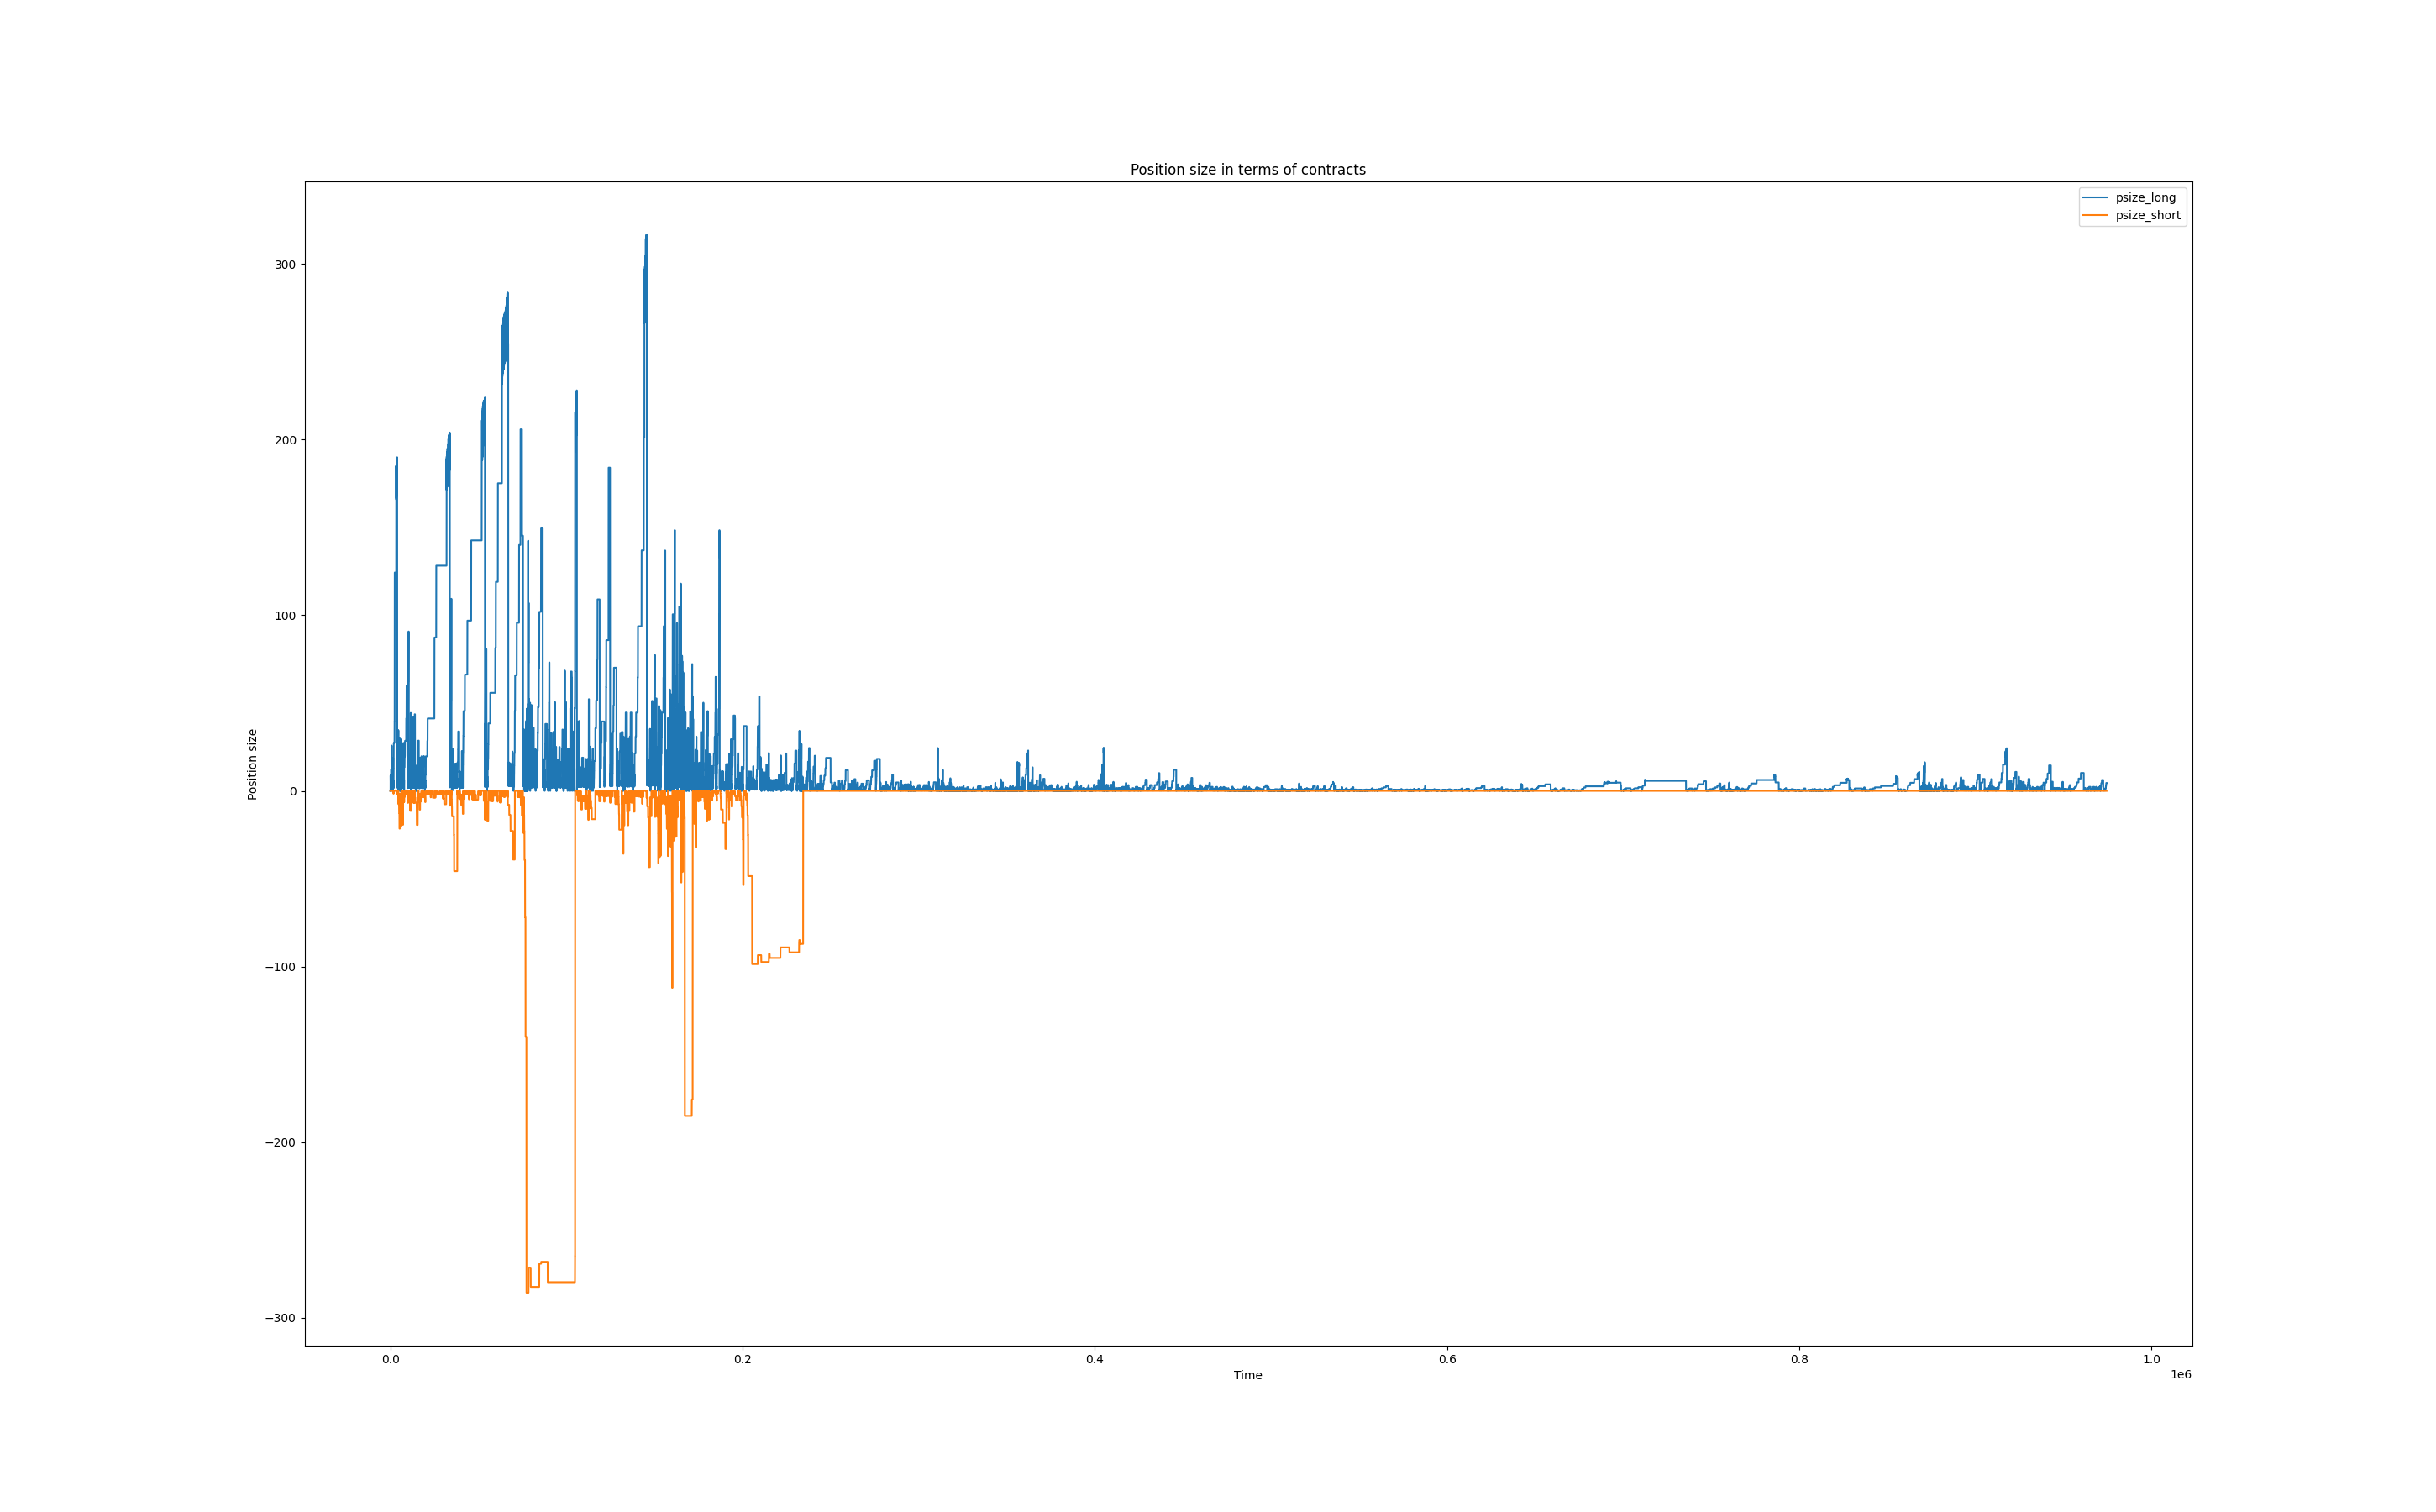 Position size in terms of contracts
psize_long
psize_short
Position size
300
200
100
0
−100
−200
−300
0.0
0.2
0.4
0.6
0.8
1.0
Time
1e6